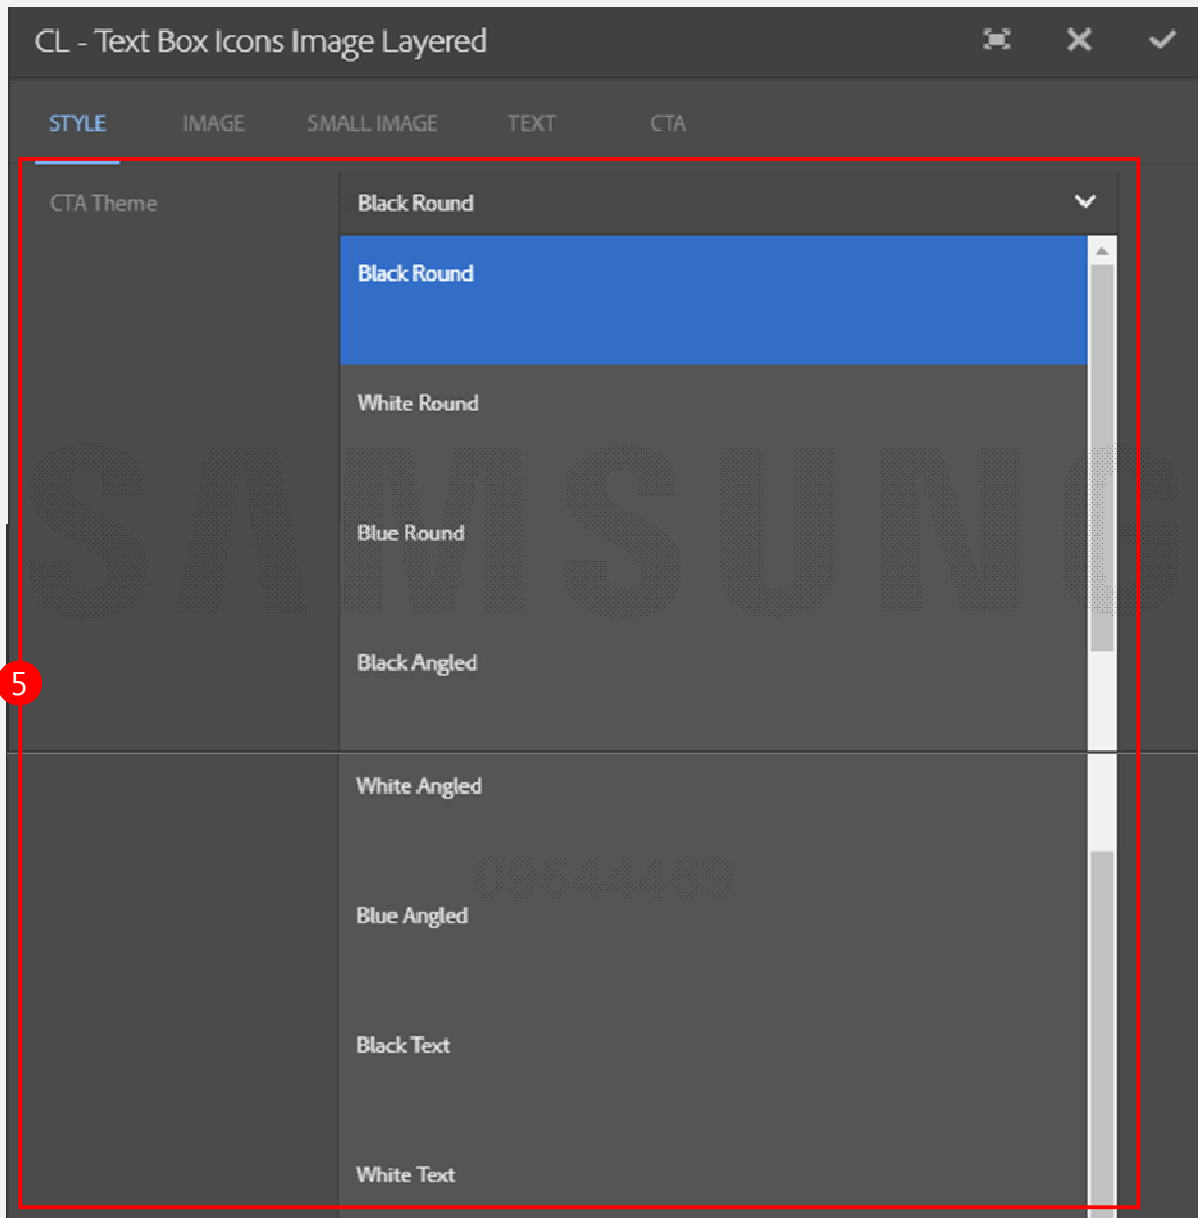 CL - Text Box Icons Image Layered
STYLE IMAGE SMALL IMAGE TEXT CTA
CTA Theme Black Round
Black Round
White Round
Blue Round
SAMSUNG
Black Angled
5
White Angled
09544469
Blue Angled
Black Text
White Text